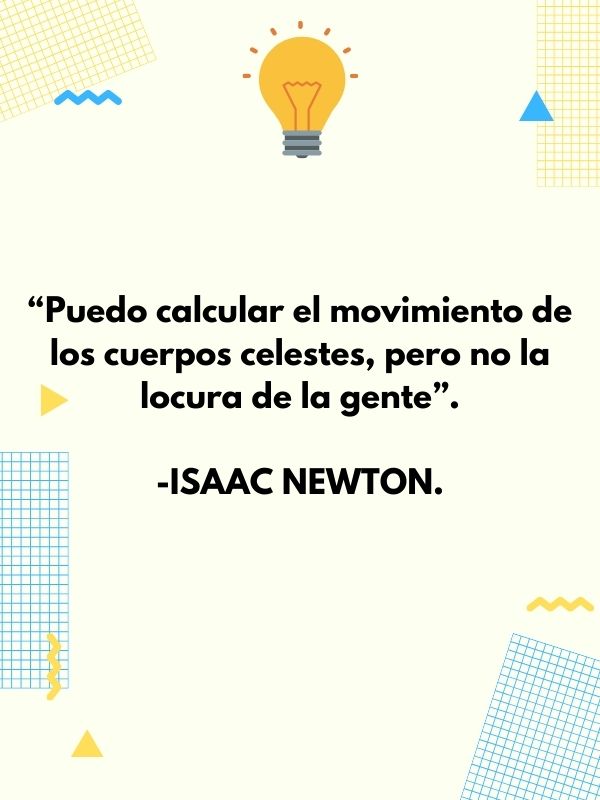 “Puedo calcular el movimiento de
los cuerpos celestes, pero no la
locura de la gente”.
-ISAAC NEWTON.